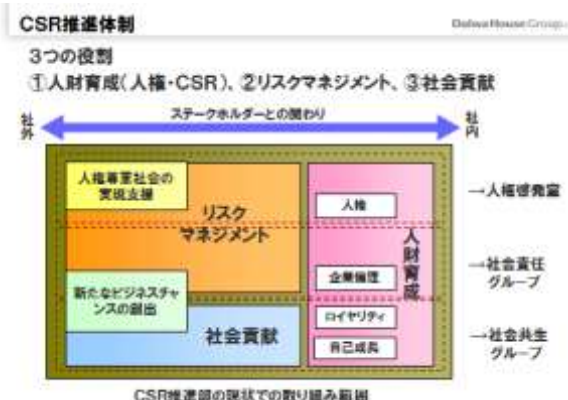 CSR推進体制
DaiwaHouseGroup
3つの役割
①人財育成(人権・CSR)、②リスクマネジメント、③社会貢献
社外
ステークホルダーとの関わり
社内
人権尊重社会の
実現支援
リスク
マネジメント
人権
人財育成
→人権啓発室
企業倫理
→社会責任
グループ
新たなビジネスチャ
ンスの創出
社会貢献
ロイヤリティ
自己成長
→社会共生
グループ
CSR推進部の現状での取り組み範囲